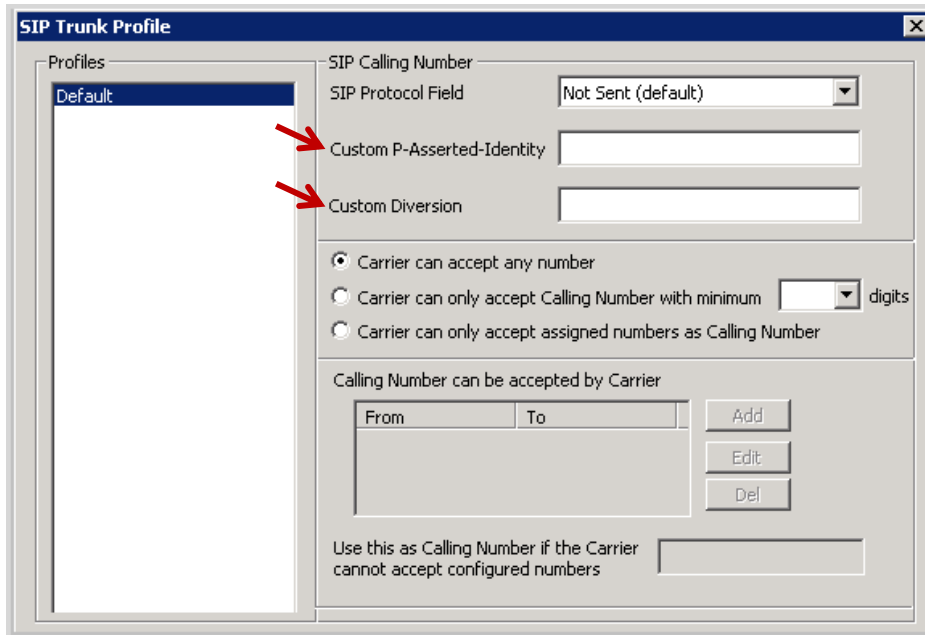 SIP Trunk Profile
Profiles
Default
SIP Calling Number
SIP Protocol Field
Not Sent (default)
Custom P-Asserted-Identity
Custom Diversion
Carrier can accept any number
Carrier can only accept Calling Number with minimum digits
Carrier can only accept assigned numbers as Calling Number
Calling Number can be accepted by Carrier
From To
Add
Edit
Del
Use this as Calling Number if the Carrier
cannot accept configured numbers